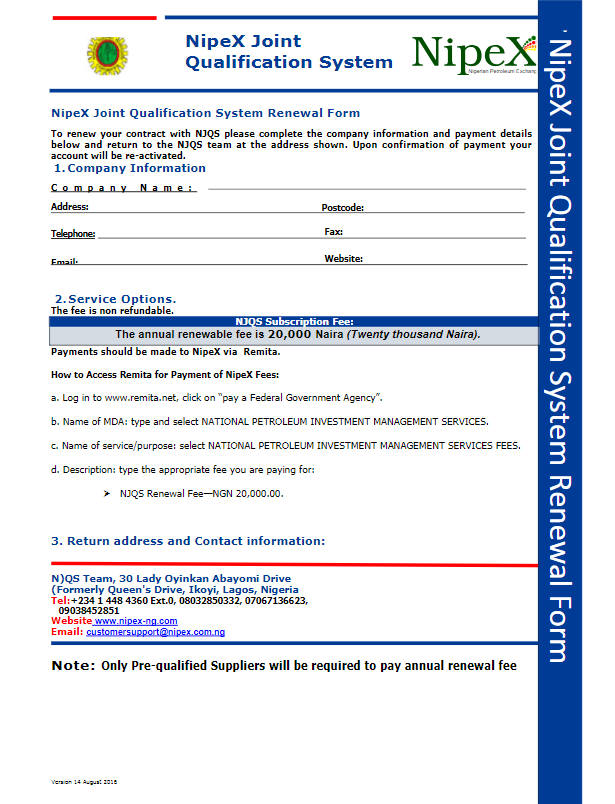 NipeX Joint
Qualification System
NipeX
Nigerian Petroleum Exchange
NipeX Joint Qualification System Renewal Form
NipeX Joint Qualification System Renewal Form
To renew your contract with NJQS please complete the company information and payment details
below and return to the NJQS team at the address shown. Upon confirmation of payment your
account will be re-activated.
1. Company Information
Company Name:
Address: Postcode:
Telephone: Fax:
Email: Website:
2. Service Options.
The fee is non refundable.
NJQS Subscription Fee:
The annual renewable fee is 20,000 Naira (Twenty thousand Naira).
Payments should be made to NipeX via Remita.
How to Access Remita for Payment of NipeX Fees:
a. Log in to www.remita.net, click on “pay a Federal Government Agency”.
b. Name of MDA: type and select NATIONAL PETROLEUM INVESTMENT MANAGEMENT SERVICES.
c. Name of service/purpose: select NATIONAL PETROLEUM INVESTMENT MANAGEMENT SERVICES FEES.
d. Description: type the appropriate fee you are paying for:
➢ NJQS Renewal Fee—NGN 20,000.00.
3. Return address and Contact information:
N)QS Team, 30 Lady Oyinkan Abayomi Drive
(Formerly Queen's Drive, Ikoyi, Lagos, Nigeria
Tel:+234 1 448 4360 Ext.0, 08032850332, 07067136623,
09038452851
Website www.nipex-ng.com
Email: customersupport@nipex.com.ng
Note: Only Pre-qualified Suppliers will be required to pay annual renewal fee
Version 14 August 2016